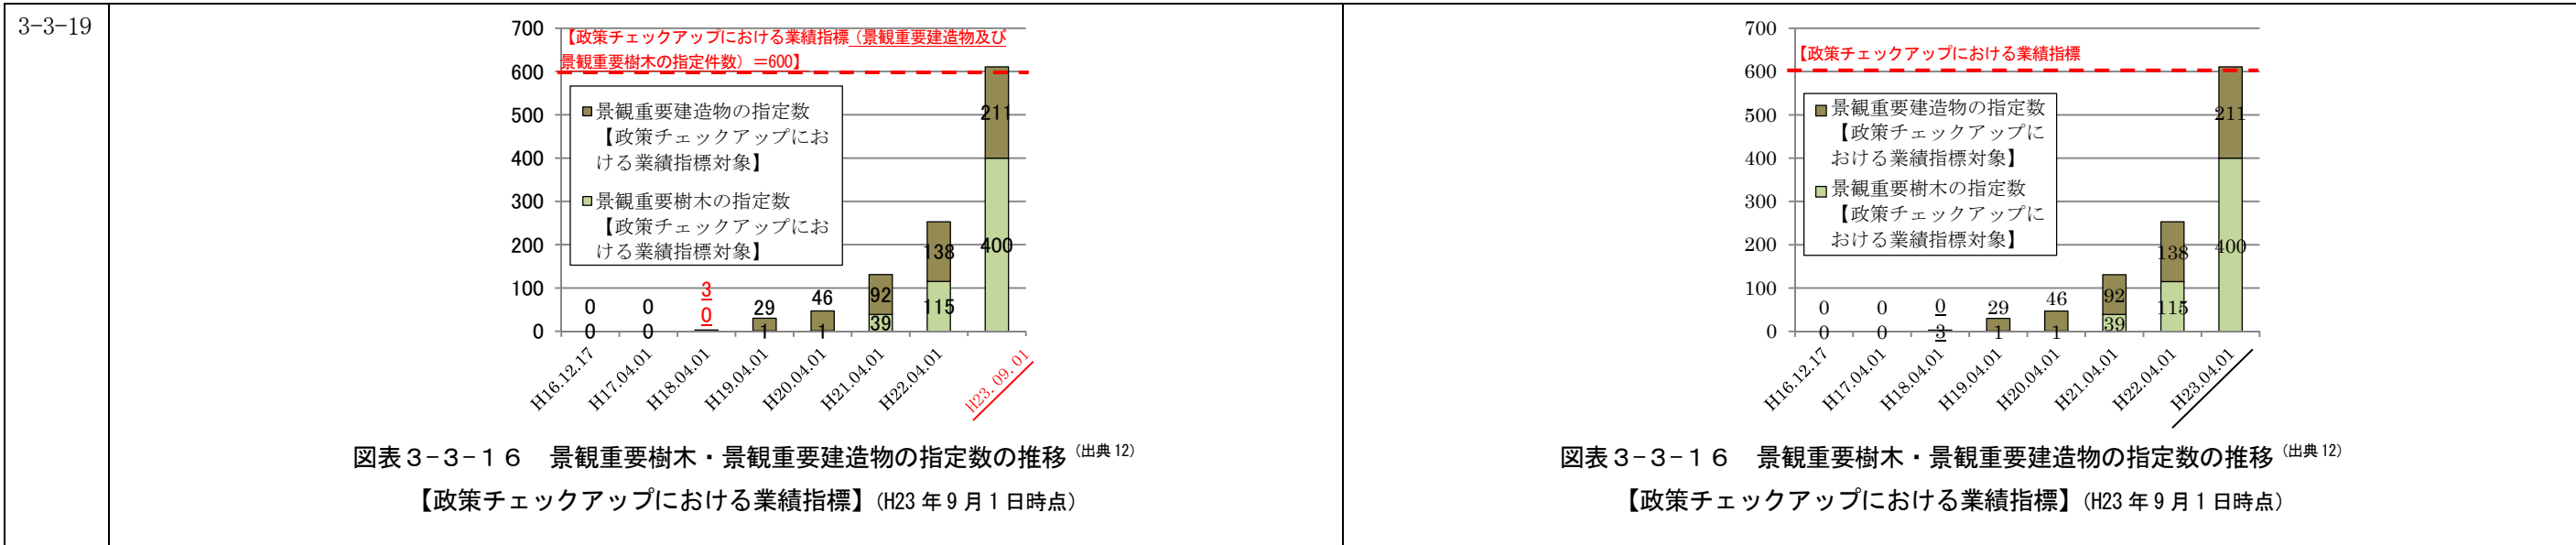 3-3-19
700
600
500
400
300
200
100
0
【政策チェックアップにおける業績指標（景観重要建造物及び
景観重要樹木の指定件数）＝600】
景観重要建造物の指定数
【政策チェックアップにお
ける業績指標対象】
景観重要樹木の指定数
【政策チェックアップにお
ける業績指標対象】
0
0
0
0
3
0
29
1
46
1
92
39
138
115
211
400
H16.12.17
H17.04.01
H18.04.01
H19.04.01
H20.04.01
H21.04.01
H22.04.01
H23.09.01
図表３-３-１６　景観重要樹木・景観重要建造物の指定数の推移（出典12）
【政策チェックアップにおける業績指標】（H23年9月1日時点）
700
600
500
400
300
200
100
0
【政策チェックアップにおける業績指標
景観重要建造物の指定数
【政策チェックアップに
おける業績指標対象】
景観重要樹木の指定数
【政策チェックアップに
おける業績指標対象】
0
0
0
0
0
3
29
1
46
1
92
39
138
115
211
400
H16.12.17
H17.04.01
H18.04.01
H19.04.01
H20.04.01
H21.04.01
H22.04.01
H23.04.01
図表３-３-１６　景観重要樹木・景観重要建造物の指定数の推移（出典12）
【政策チェックアップにおける業績指標】（H23年9月1日時点）